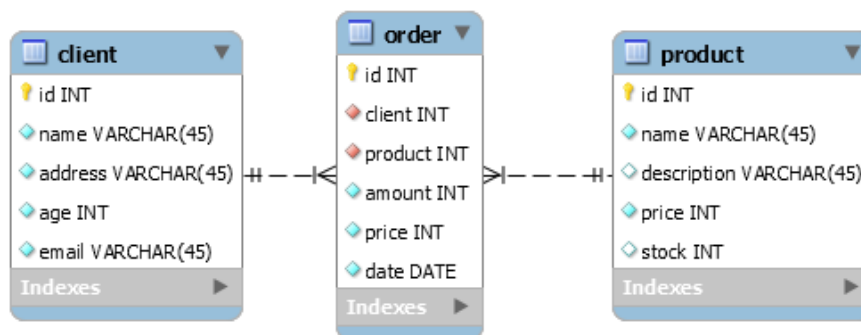 client
id INT
name VARCHAR(45)
address VARCHAR(45)
age INT
email VARCHAR(45)
Indexes
order
id INT
client INT
product INT
amount INT
price INT
date DATE
Indexes
product
id INT
name VARCHAR(45)
description VARCHAR(45)
price INT
stock INT
Indexes